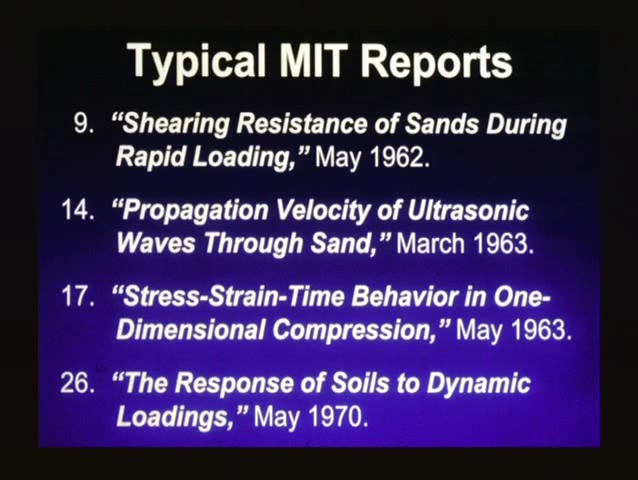 Typical MIT Reports
9. “Shearing Resistance of Sands During
Rapid Loading,” May 1962.
14. “Propagation Velocity of Ultrasonic
Waves Through Sand,” March 1963.
17. “Stress-Strain-Time Behavior in One-
Dimensional Compression,” May 1963.
26. “The Response of Soils to Dynamic
Loadings,” May 1970.